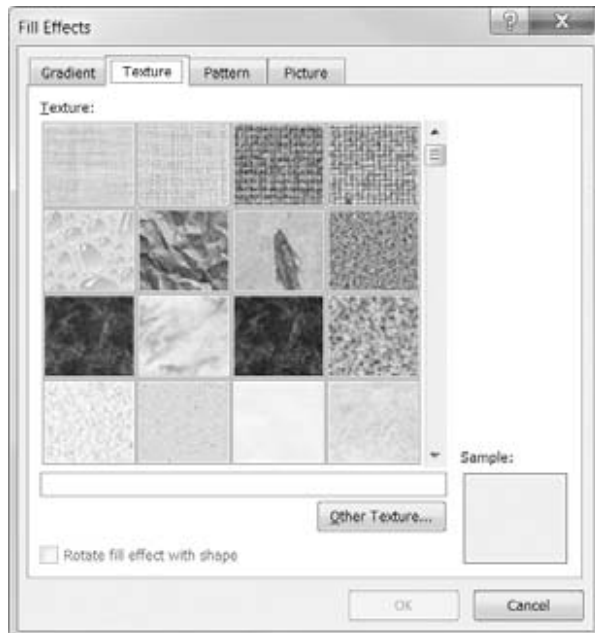 Fill Effects
Gradient Texture Pattern Picture
Texture:
Sample:
Other Texture...
Rotate fill effect with shape
OK Cancel